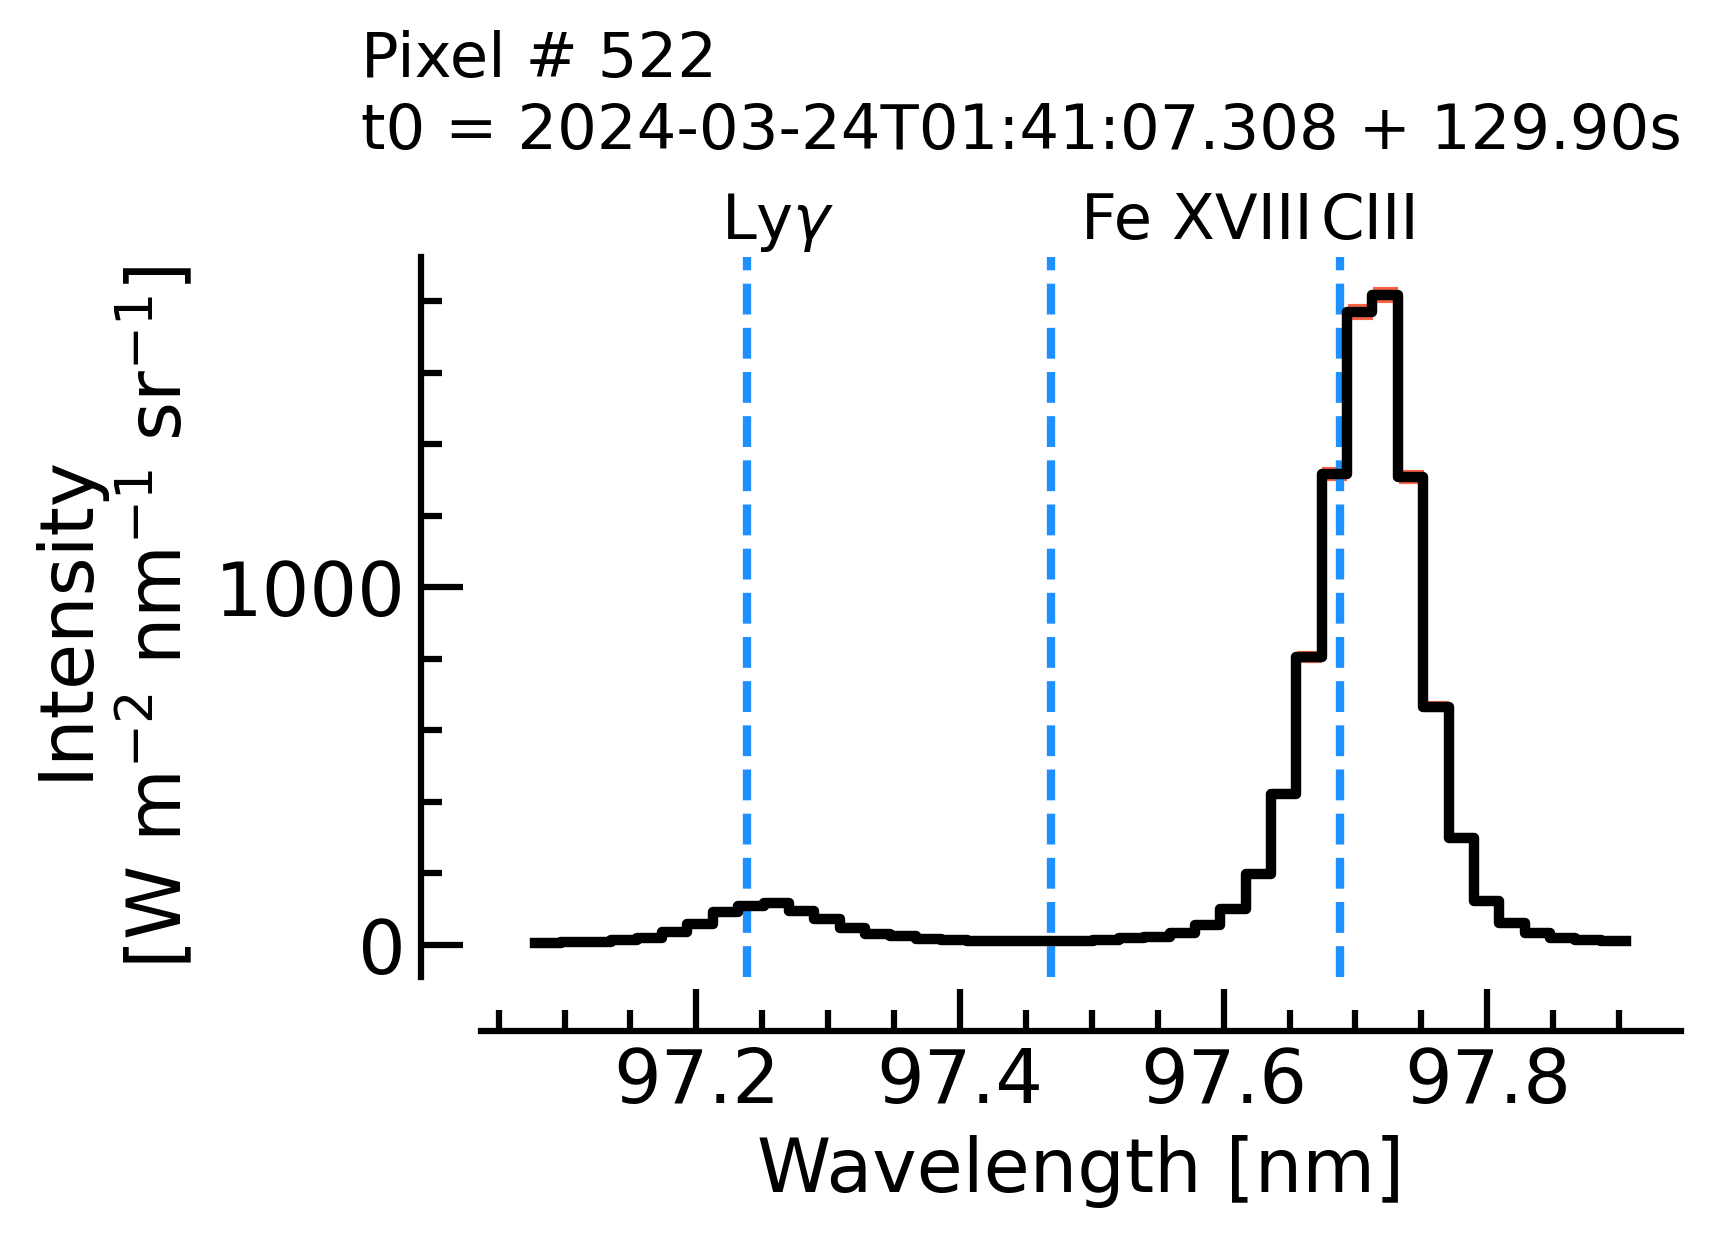 Pixel # 522
t0 = 2024-03-24T01:41:07.308 + 129.90s
Lyγ Fe XVIII CIII
Intensity
[W m⁻² nm⁻¹ sr⁻¹]
1000
0
97.2 97.4 97.6 97.8
Wavelength [nm]